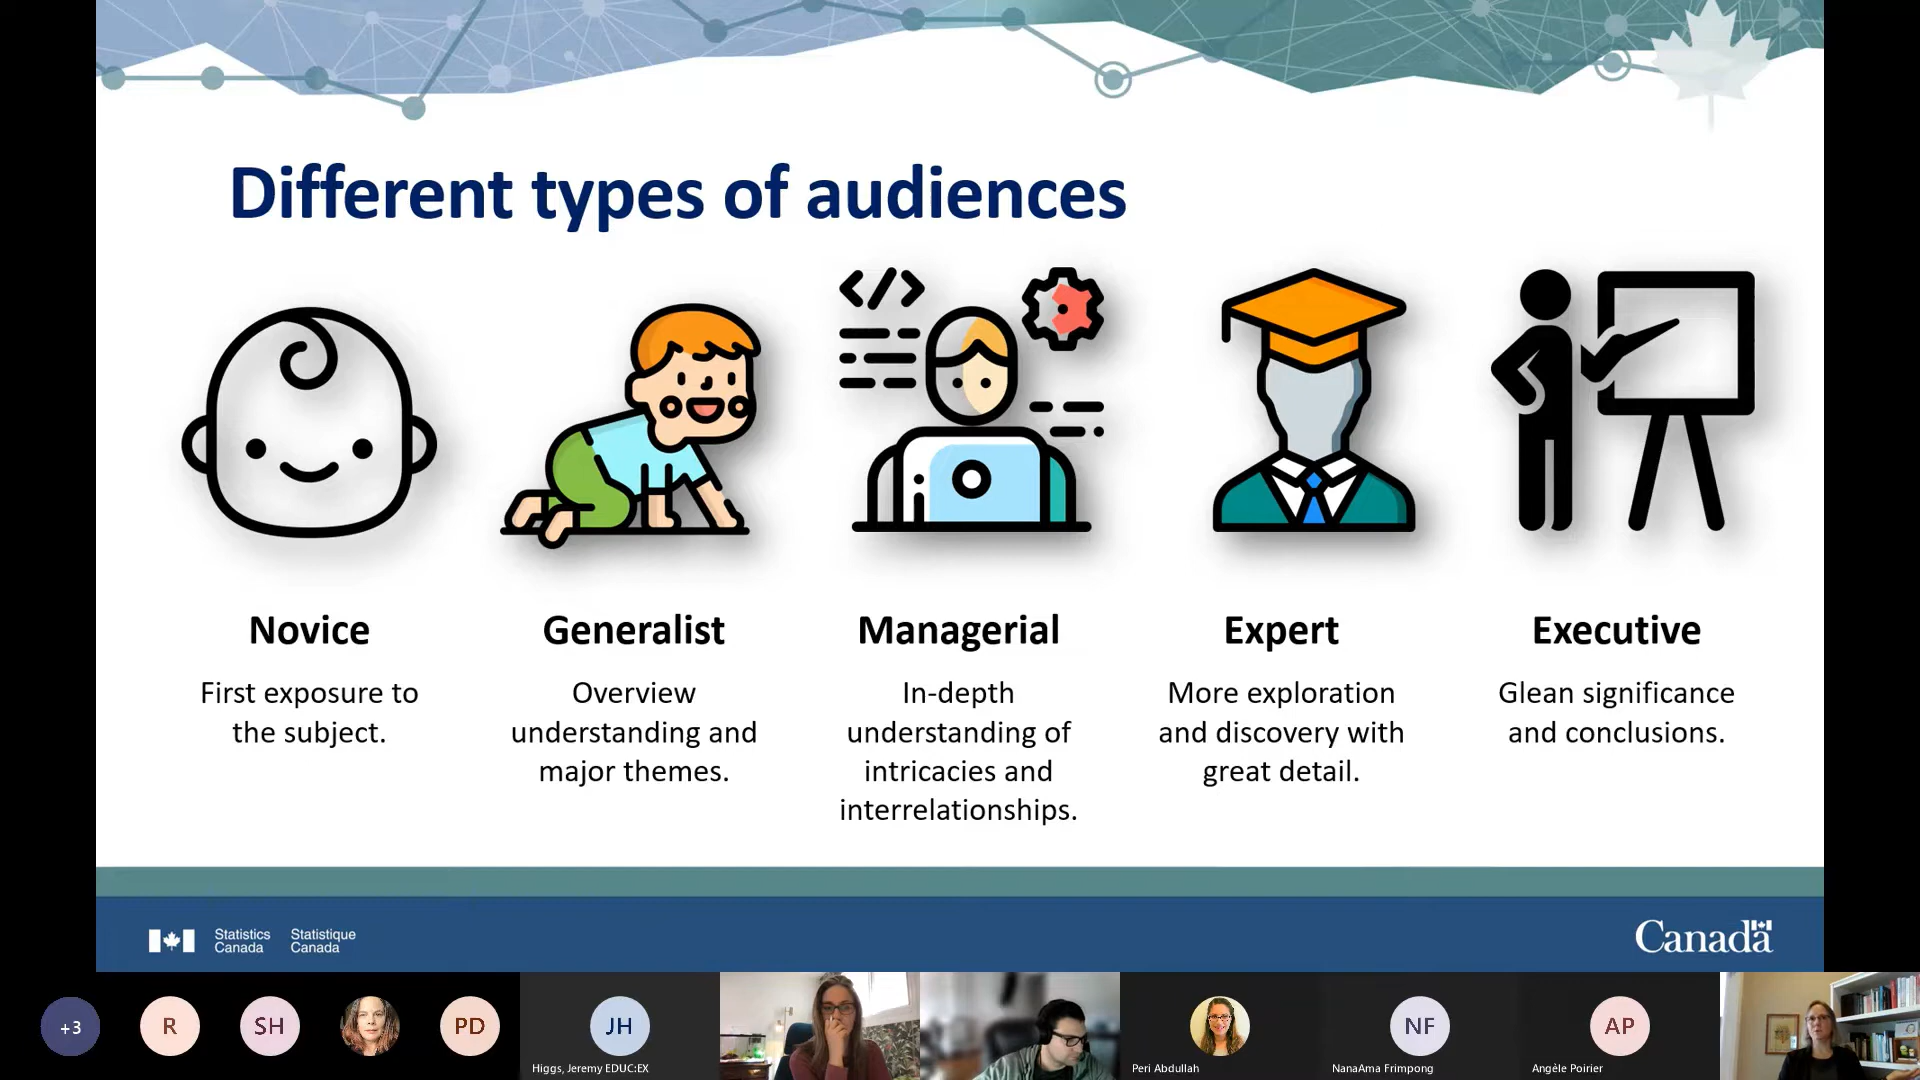 Different types of audiences
Novice
First exposure to
the subject.
Generalist
Overview
understanding and
major themes.
Managerial
In-depth
understanding of
intricacies and
interrelationships.
Expert
More exploration
and discovery with
great detail.
Executive
Glean significance
and conclusions.
Statistics
Canada
Statistique
Canada
Canada
+3
R
SH
PD
JH
Higgs, Jeremy EDUC:EX
Peri Abdullah
NF
NanaAma Frimpong
AP
Angèle Poirier